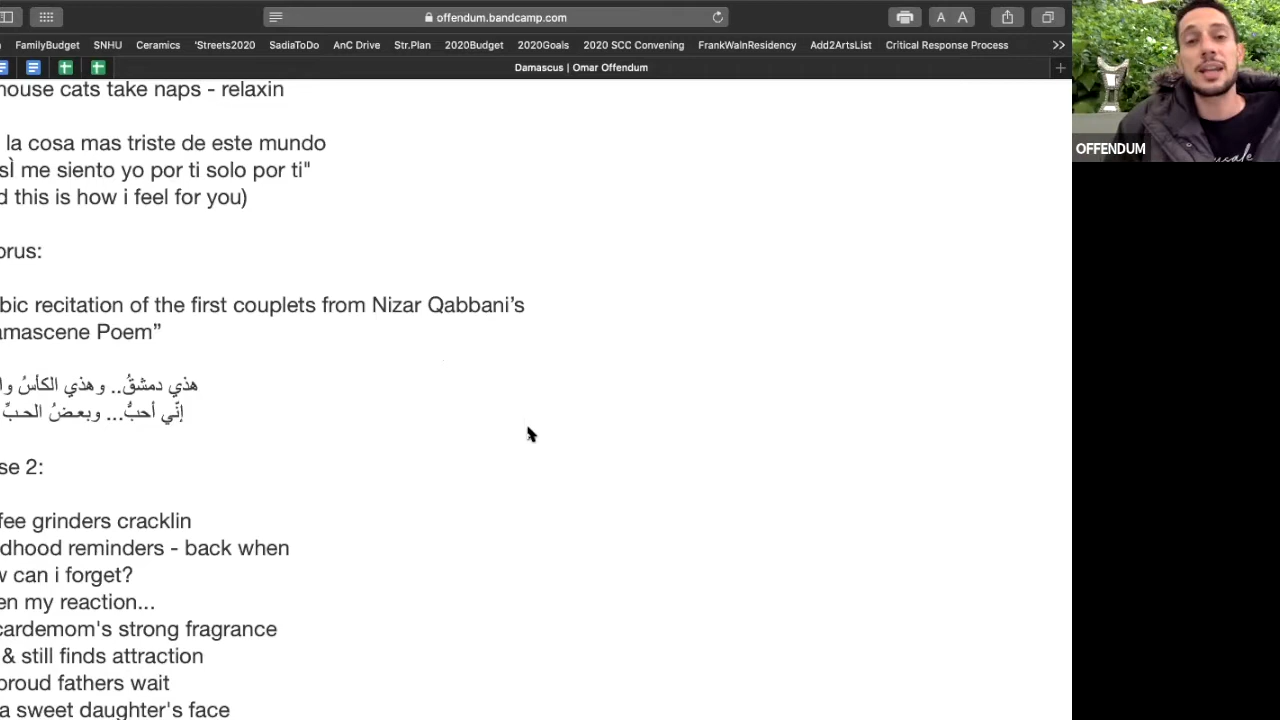 offendum.bandcamp.com
A A
FamilyBudget SNHU Ceramics 'Streets2020 SadiaToDo AnC Drive Str.Plan 2020Budget 2020Goals 2020 SCC Convening FrankWalnResidency Add2ArtsList Critical Response Process >>
Damascus | Omar Offendum
+
OFFENDUM
house cats take naps - relaxin
la cosa mas triste de este mundo
sÌ me siento yo por ti solo por ti"
d this is how i feel for you)
orus:
bic recitation of the first couplets from Nizar Qabbani's
amascene Poem”
هذي دمشقُ.. وهذي الكأسُ وا
إنّي أحبُّ... وبعـضُ الحـبِّ
se 2:
fee grinders cracklin
dhood reminders - back when
w can i forget?
en my reaction...
cardemom's strong fragrance
& still finds attraction
proud fathers wait
a sweet daughter's face